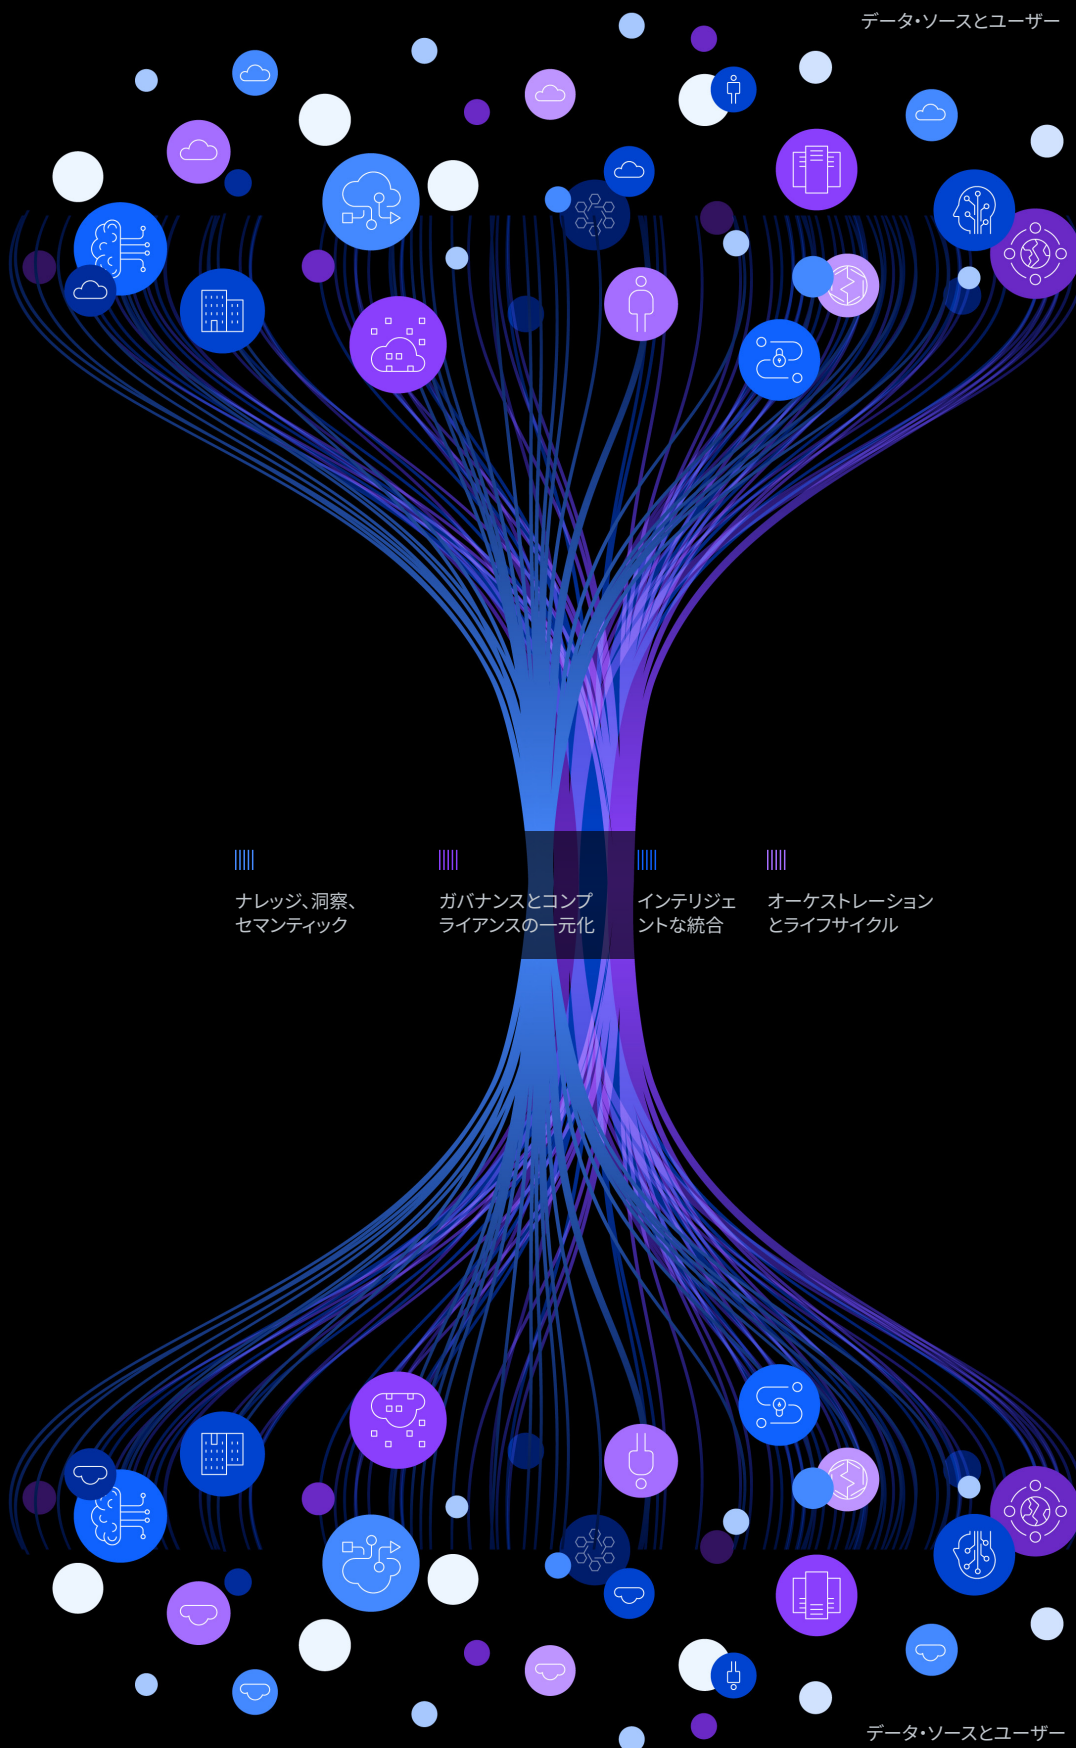 データ・ソースとユーザー
ナレッジ、洞察、
セマンティック
ガバナンスとコンプ
ライアンスの一元化
インテリジェ
ントな統合
オーケストレーション
とライフサイクル
データ・ソースとユーザー